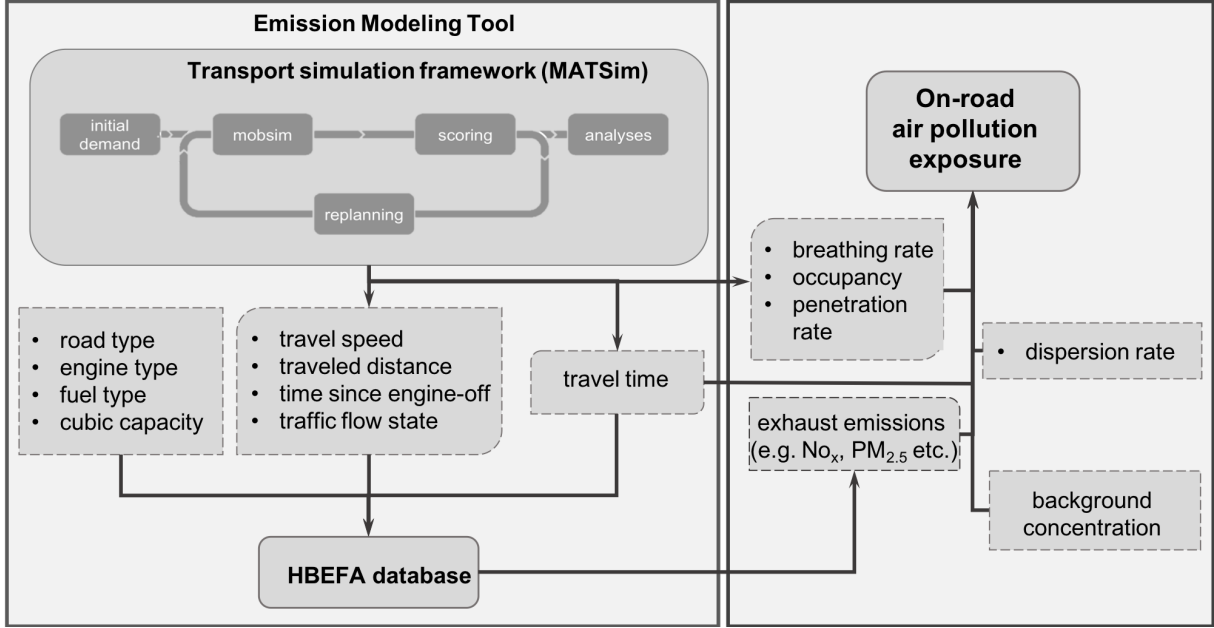 Emission Modeling Tool
Transport simulation framework (MATSim)
initial
demand
mobsim
scoring
analyses
replanning
• road type
• engine type
• fuel type
• cubic capacity
• travel speed
• traveled distance
• time since engine-off
• traffic flow state
travel time
HBEFA database
On-road
air pollution
exposure
• breathing rate
• occupancy
• penetration
rate
• dispersion rate
exhaust emissions
(e.g. Noₓ, PM₂.₅ etc.)
background
concentration